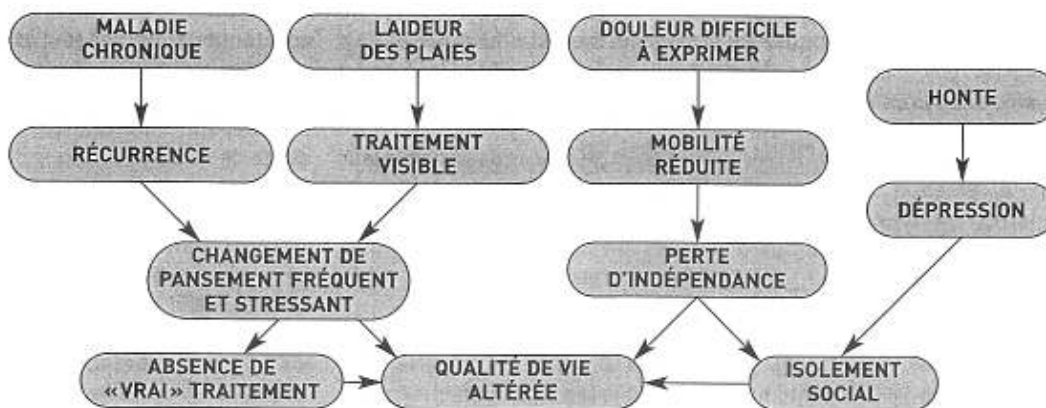 MALADIE
CHRONIQUE
LAIDEUR
DES PLAIES
DOULEUR DIFFICILE
À EXPRIMER
HONTE
RÉCURRENCE
TRAITEMENT
VISIBLE
MOBILITÉ
RÉDUITE
DÉPRESSION
CHANGEMENT DE
PANSEMENT FRÉQUENT
ET STRESSANT
PERTE
D'INDÉPENDANCE
ABSENCE DE
«VRAI» TRAITEMENT
QUALITÉ DE VIE
ALTÉRÉE
ISOLEMENT
SOCIAL